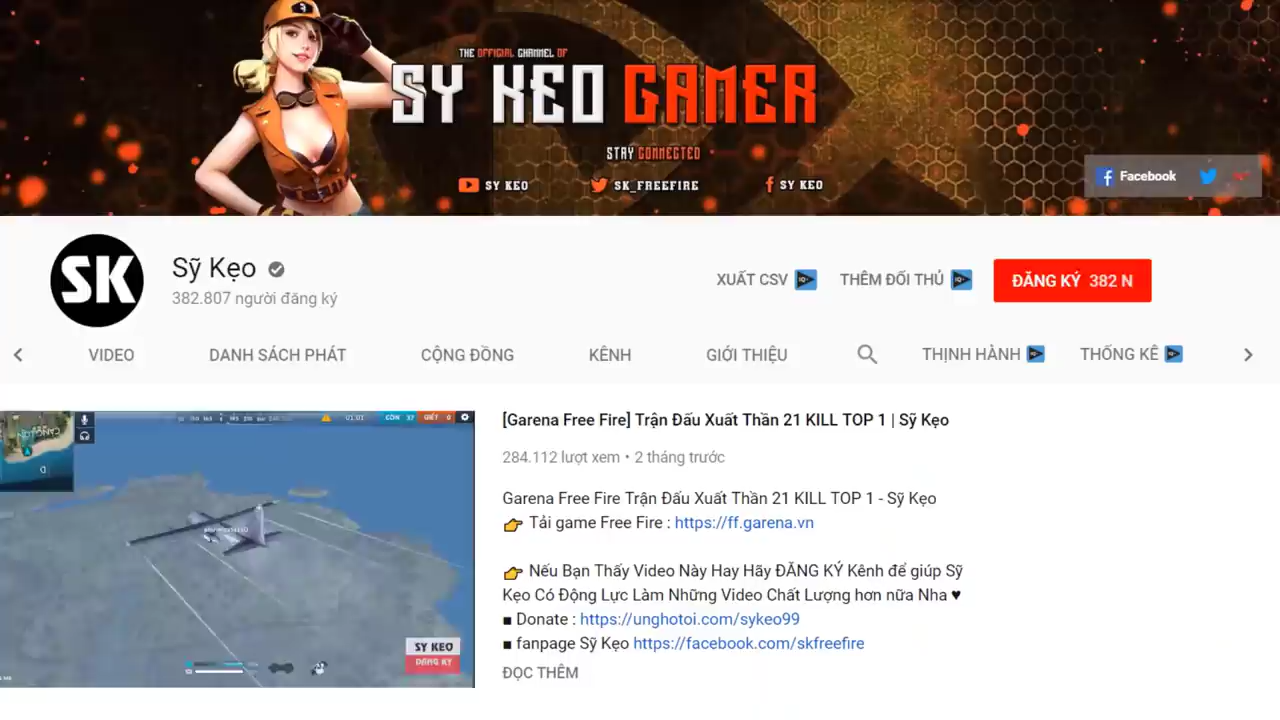 THE OFFICIAL CHANNEL OF
SY KEO GAMER
STAY CONNECTED
SY KEO
SK_FREEFIRE
SY KEO
Facebook
SK
Sỹ Kẹo
382.807 người đăng ký
XUẤT CSV
THÊM ĐỐI THỦ
ĐĂNG KÝ 382 N
VIDEO
DANH SÁCH PHÁT
CỘNG ĐỒNG
KÊNH
GIỚI THIỆU
THỊNH HÀNH
THỐNG KÊ
[Garena Free Fire] Trận Đấu Xuất Thần 21 KILL TOP 1 | Sỹ Kẹo
284.112 lượt xem • 2 tháng trước
Garena Free Fire Trận Đấu Xuất Thần 21 KILL TOP 1 - Sỹ Kẹo
👉 Tải game Free Fire : https://ff.garena.vn
👉 Nếu Bạn Thấy Video Này Hay Hãy ĐĂNG KÝ Kênh để giúp Sỹ
Kẹo Có Động Lực Làm Những Video Chất Lượng hơn nữa Nha ♥
■ Donate : https://unghotoi.com/sykeo99
■ fanpage Sỹ Kẹo https://facebook.com/skfreefire
ĐỌC THÊM
CÒN 37
GIẾT 0
SY KEO
ĐĂNG KÝ